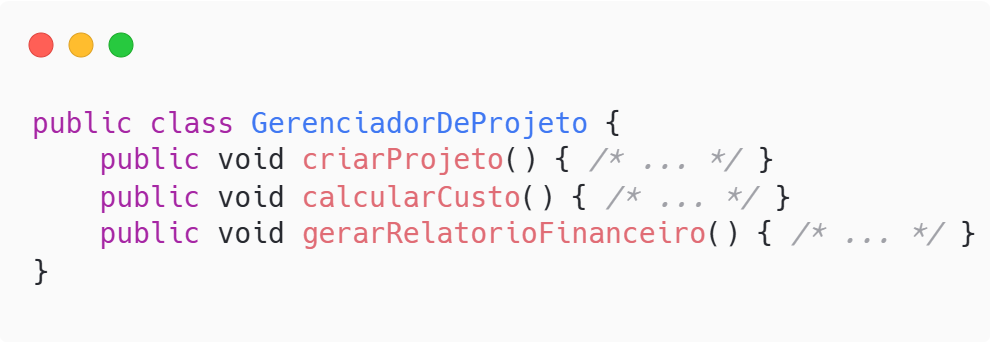 public class GerenciadorDeProjeto {
    public void criarProjeto() { /* ... */ }
    public void calcularCusto() { /* ... */ }
    public void gerarRelatorioFinanceiro() { /* ... */ }
}